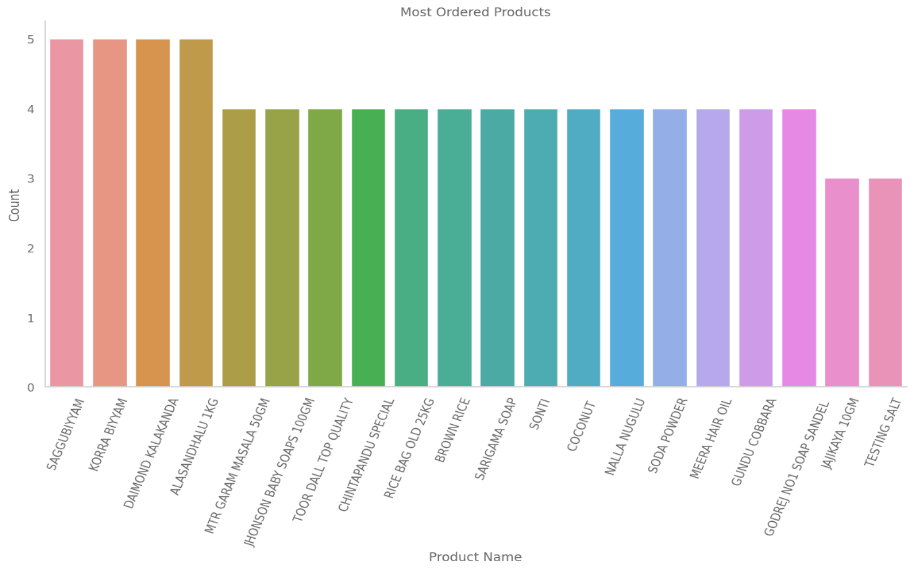 Most Ordered Products
5
4
3
2
1
0
Count
SAGGUBIYYAM
KORRA BIYYAM
DAIMOND KALAKANDA
ALASANDHALU 1KG
MTR GARAM MASALA 50GM
JHONSON BABY SOAPS 100GM
TOOR DALL TOP QUALITY
CHINTAPANDU SPECIAL
RICE BAG OLD 25KG
BROWN RICE
SARIGAMA SOAP
SONTI
COCONUT
NALLA NUGULU
SODA POWDER
MEERA HAIR OIL
GUNDU COBBARA
GODREJ NO1 SOAP SANDEL
JAJIKAYA 10GM
TESTING SALT
Product Name